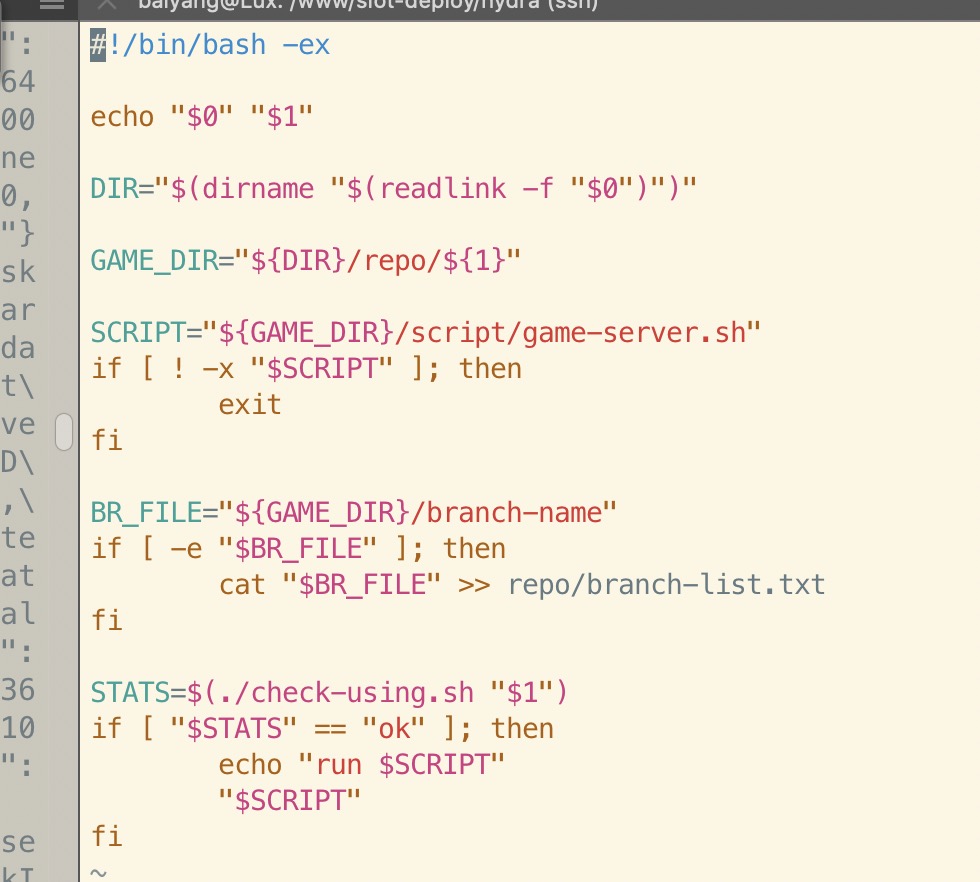 baiyang@Lux: /www/slot-deploy/hydra (ssh)
":
64
00
ne
0,
"}
sk
ar
da
t\
ve
D\
,\
te
at
al
":
36
10
":
se
kI
#!/bin/bash -ex
echo "$0" "$1"
DIR="$(dirname "$(readlink -f "$0")")"
GAME_DIR="${DIR}/repo/${1}"
SCRIPT="${GAME_DIR}/script/game-server.sh"
if [ ! -x "$SCRIPT" ]; then
        exit
fi
BR_FILE="${GAME_DIR}/branch-name"
if [ -e "$BR_FILE" ]; then
        cat "$BR_FILE" >> repo/branch-list.txt
fi
STATS=$(./check-using.sh "$1")
if [ "$STATS" == "ok" ]; then
        echo "run $SCRIPT"
        "$SCRIPT"
fi
~